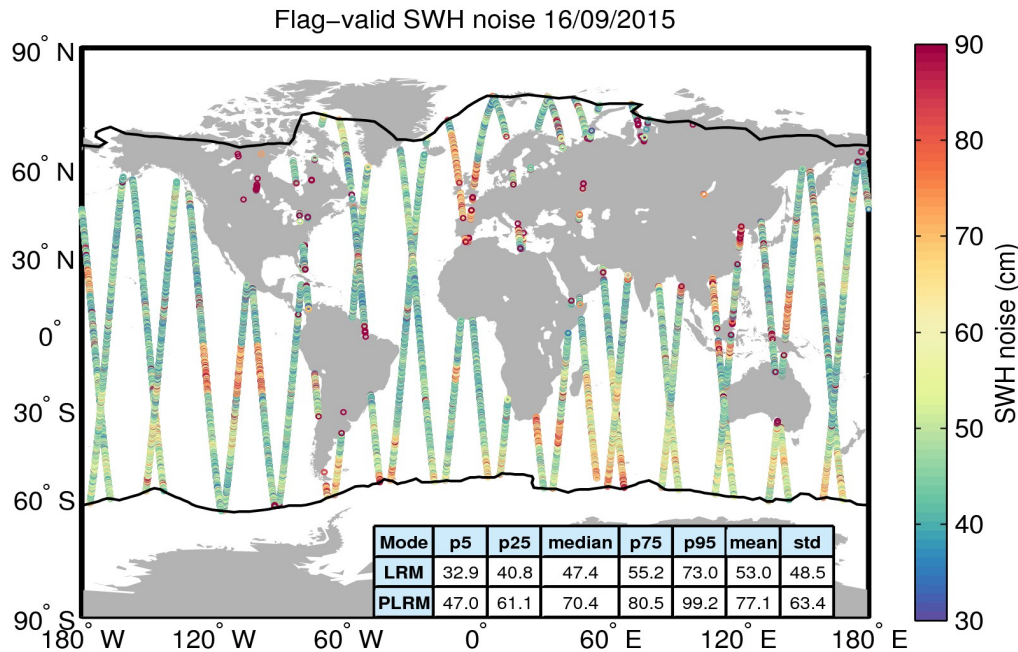 Flag−valid SWH noise 16/09/2015
90° N
60° N
30° N
0°
30° S
60° S
90° S
180° W
120° W
60° W
0°
60° E
120° E
180° E
Mode p5 p25 median p75 p95 mean std
LRM 32.9 40.8 47.4 55.2 73.0 53.0 48.5
PLRM 47.0 61.1 70.4 80.5 99.2 77.1 63.4
90
80
70
60
50
40
30
SWH noise (cm)